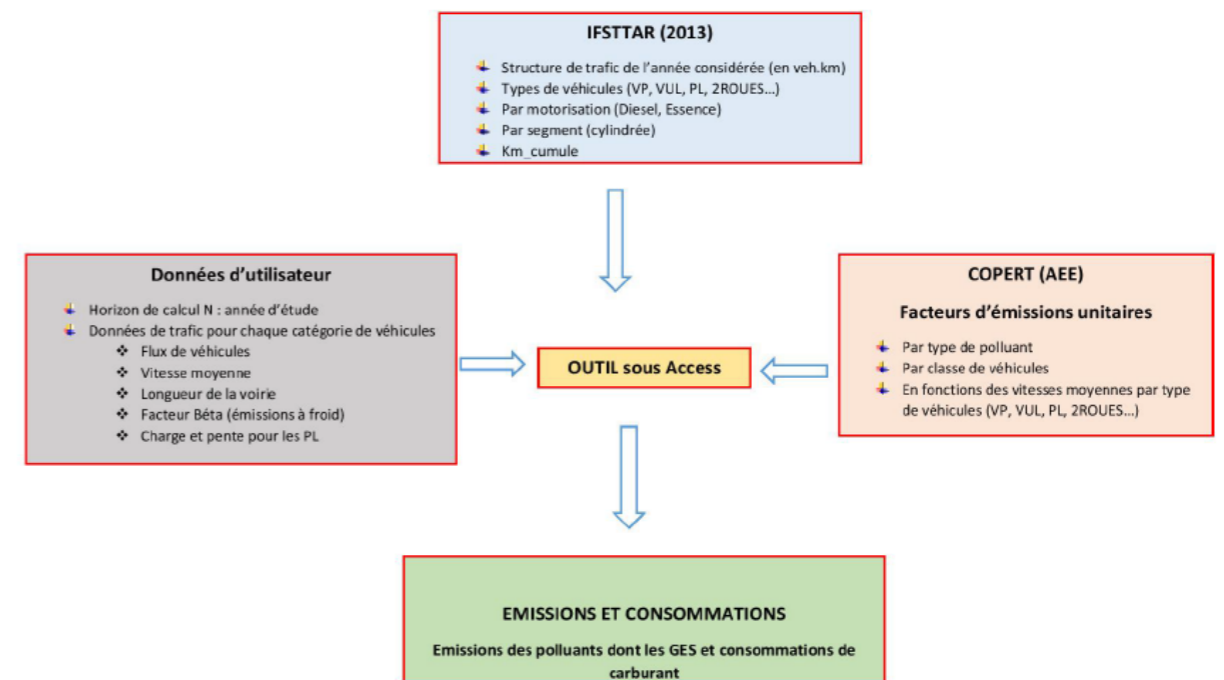 IFSTTAR (2013)
Structure de trafic de l'année considérée (en veh.km)
Types de véhicules (VP, VUL, PL, 2ROUES...)
Par motorisation (Diesel, Essence)
Par segment (cylindrée)
Km_cumule
Données d'utilisateur
Horizon de calcul N : année d'étude
Données de trafic pour chaque catégorie de véhicules
Flux de véhicules
Vitesse moyenne
Longueur de la voirie
Facteur Béta (émissions à froid)
Charge et pente pour les PL
OUTIL sous Access
COPERT (AEE)
Facteurs d'émissions unitaires
Par type de polluant
Par classe de véhicules
En fonctions des vitesses moyennes par type
de véhicules (VP, VUL, PL, 2ROUES...)
EMISSIONS ET CONSOMMATIONS
Emissions des polluants dont les GES et consommations de
carburant